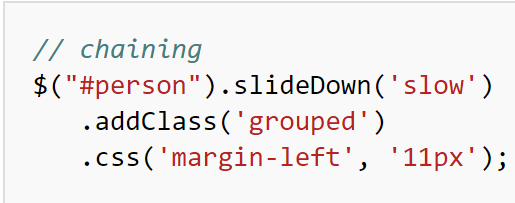 // chaining
$("#person").slideDown('slow')
.addClass('grouped')
.css('margin-left', '11px');